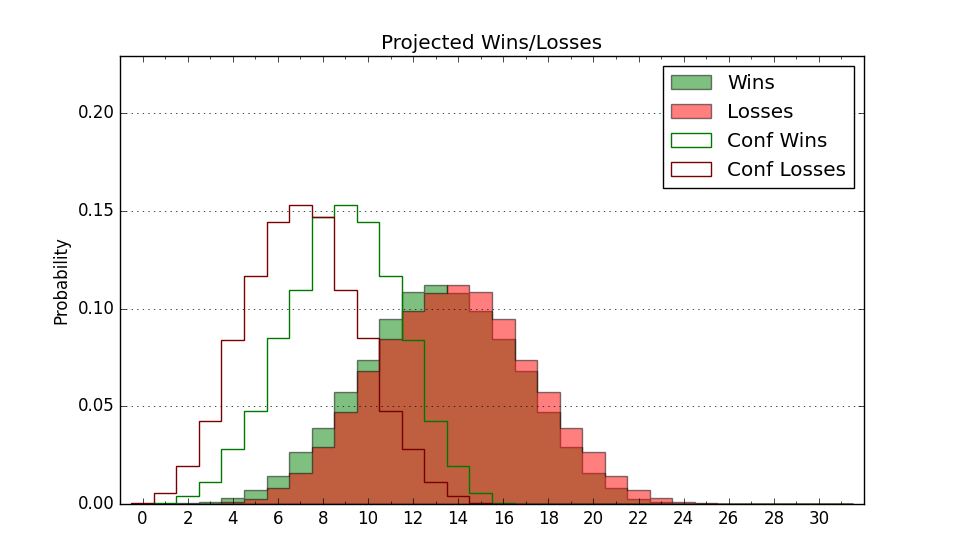 Projected Wins/Losses
Wins
Losses
Conf Wins
Conf Losses
Probability
0.20
0.15
0.10
0.05
0.00
0 2 4 6 8 10 12 14 16 18 20 22 24 26 28 30